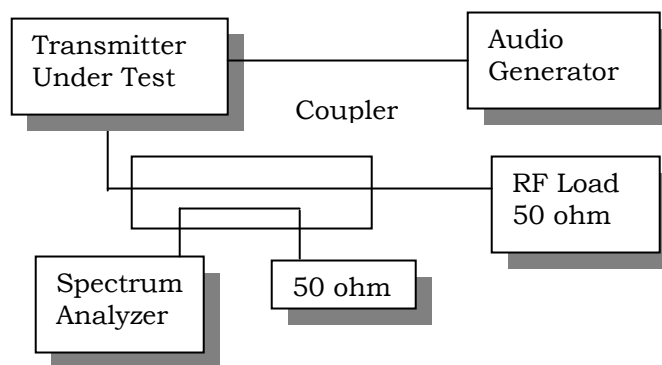 Transmitter
Under Test
Audio
Generator
Coupler
RF Load
50 ohm
Spectrum
Analyzer
50 ohm